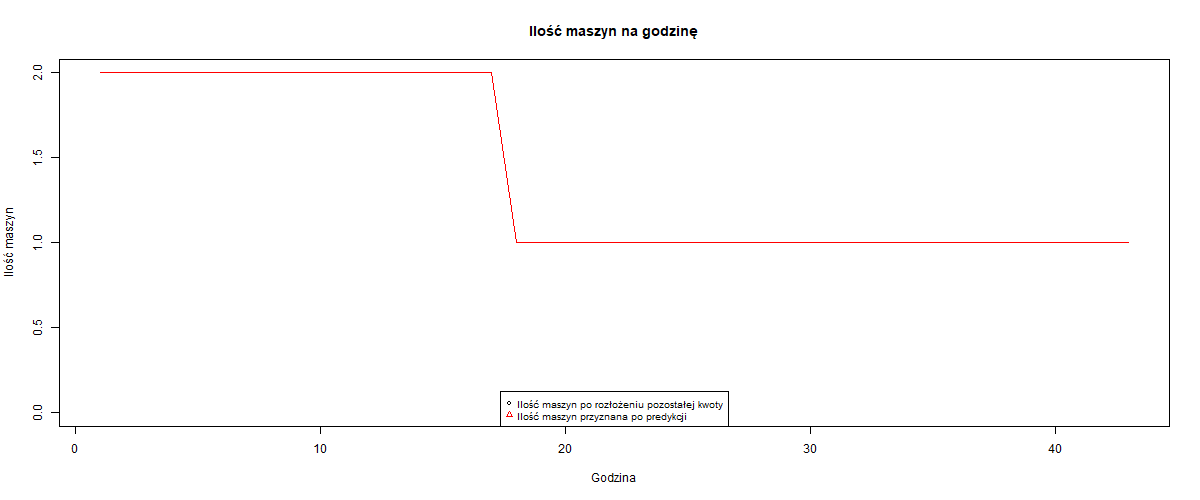 Ilość maszyn na godzinę
Ilość maszyn
2.0
1.5
1.0
0.5
0.0
Ilość maszyn po rozłożeniu pozostałej kwoty
Ilość maszyn przyznana po predykcji
0 10 20 30 40
Godzina